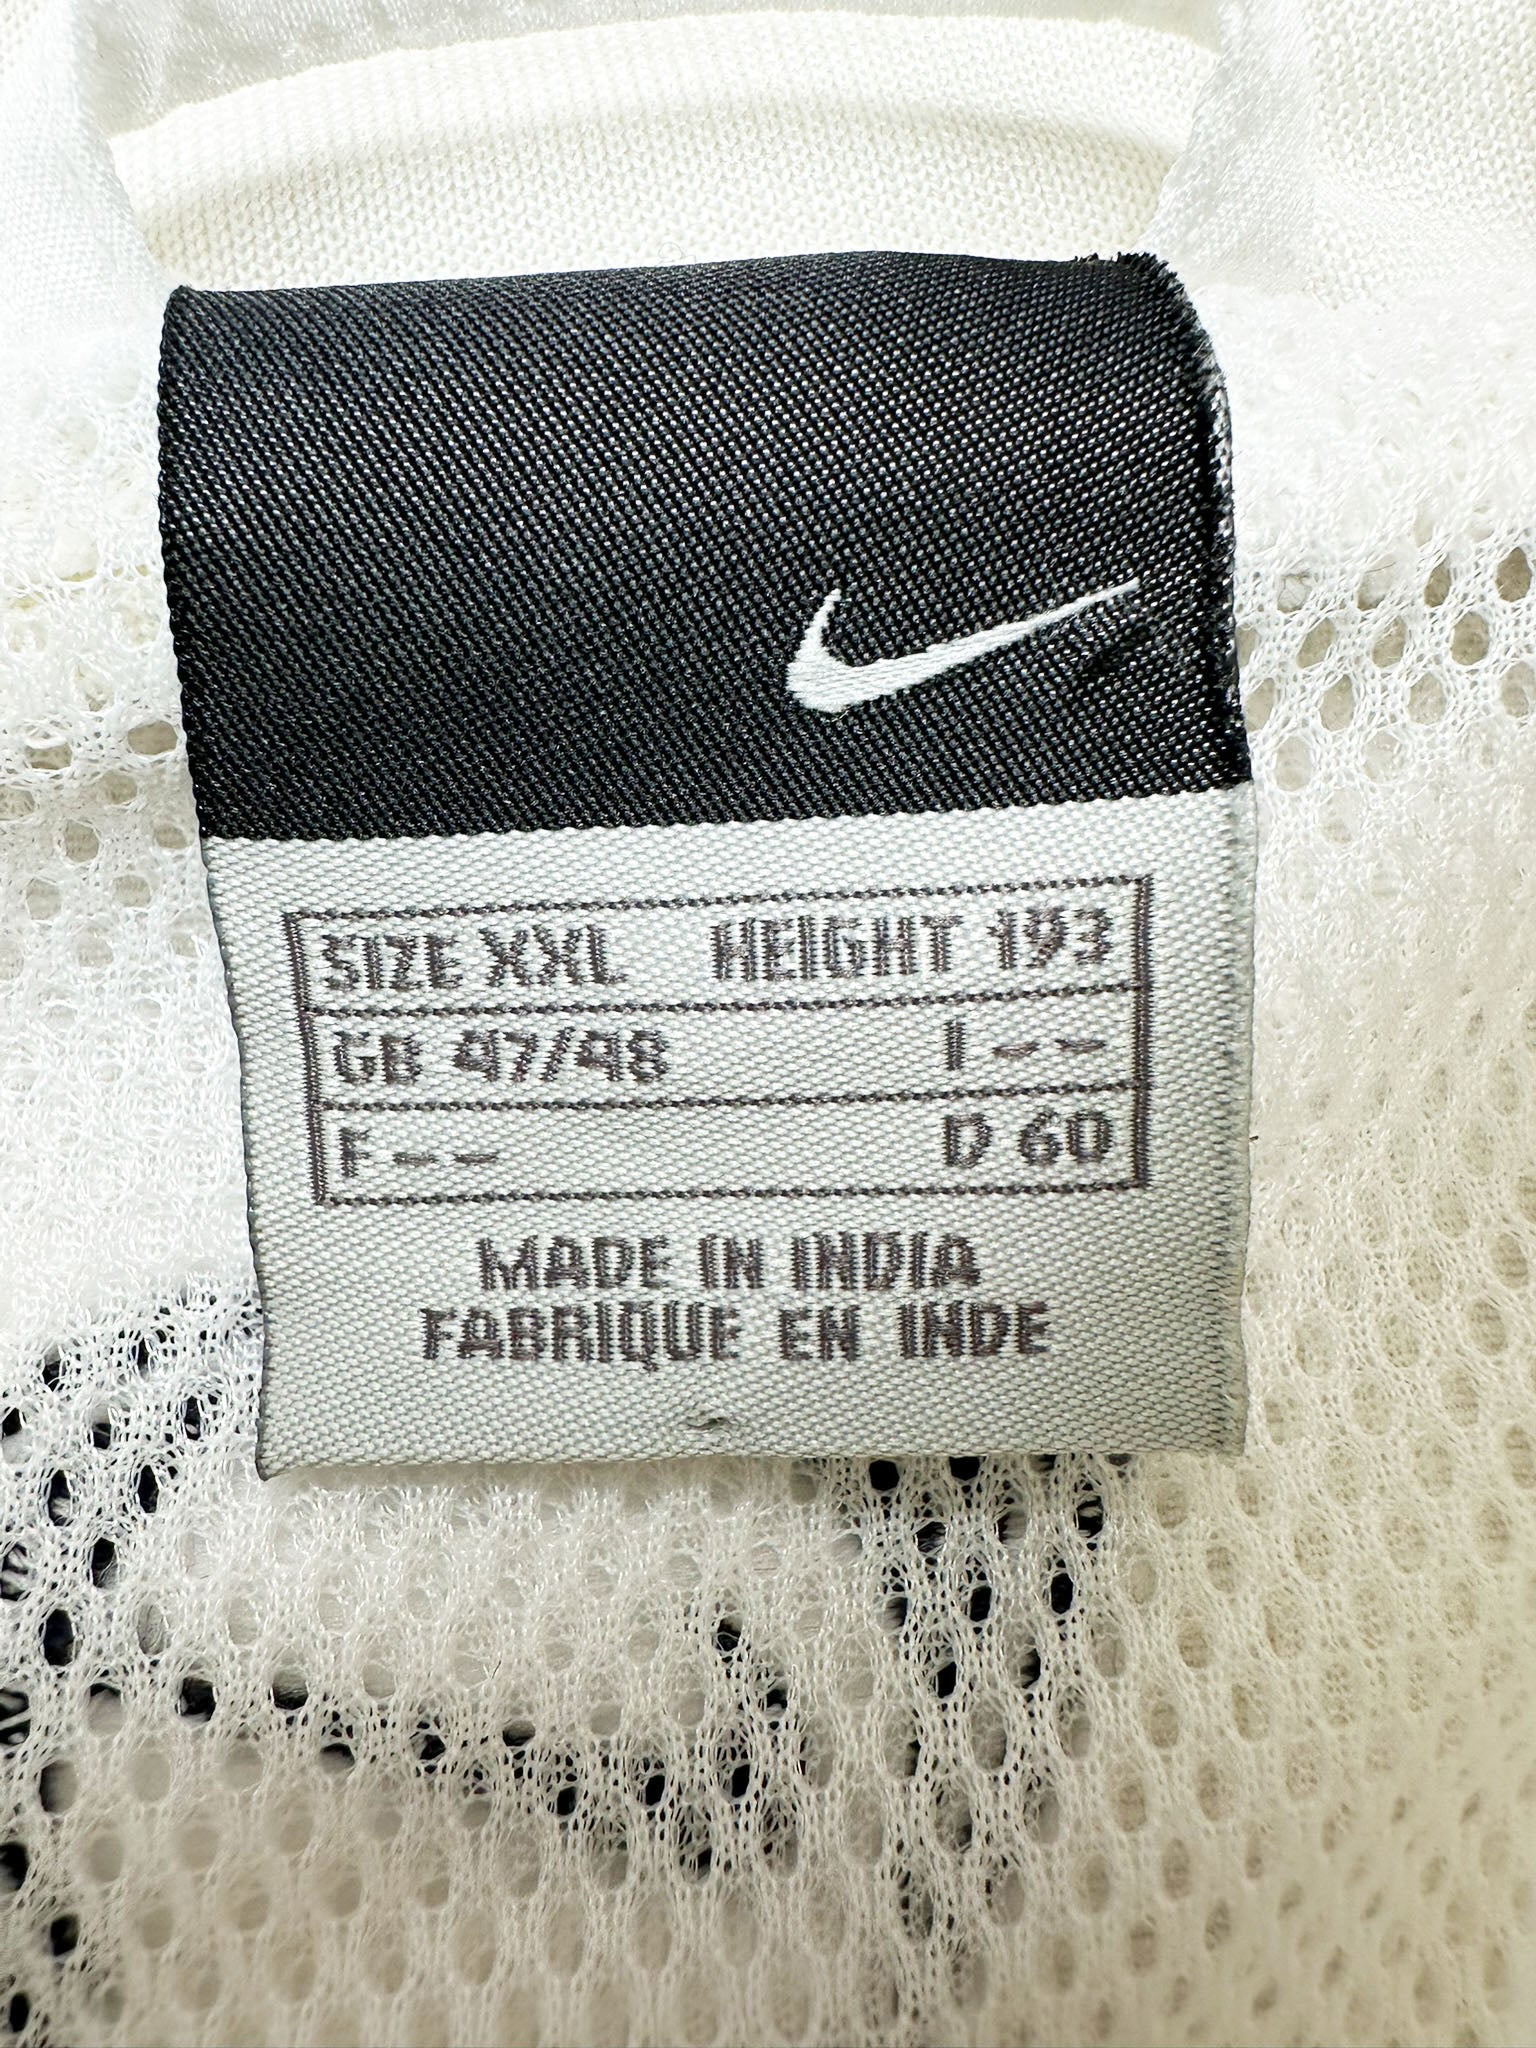 SIZE XXL HEIGHT 193
GB 47/48 I --
F -- D 60
MADE IN INDIA
FABRIQUE EN INDE